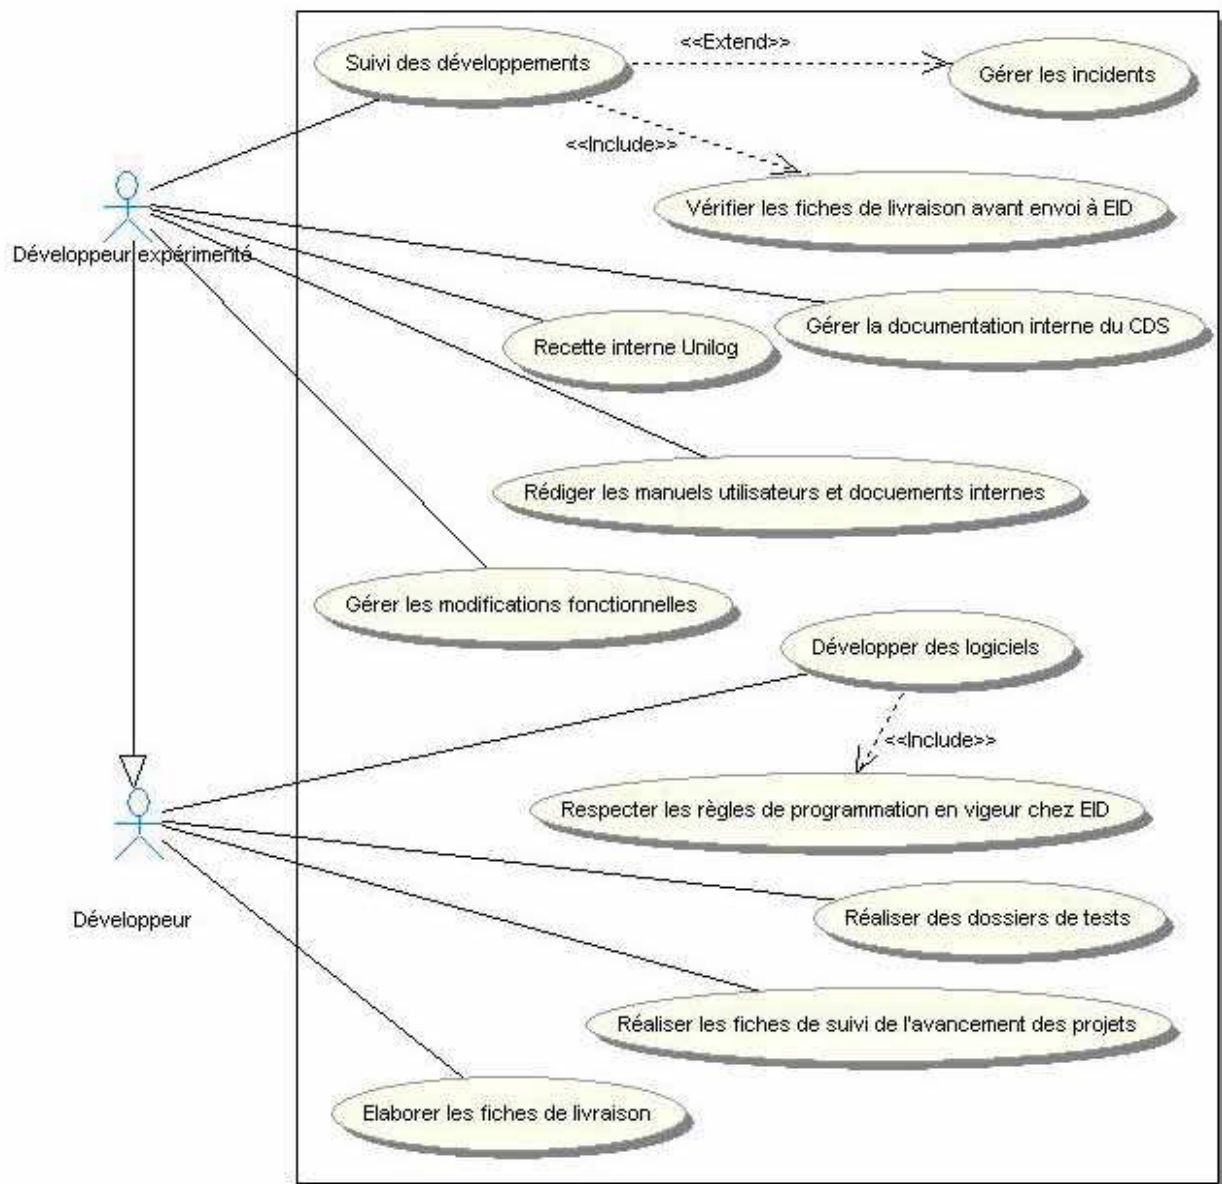 Suivi des développements
<<Extend>>
Gérer les incidents
<<Include>>
Vérifier les fiches de livraison avant envoi à EID
Développeur expérimenté
Gérer la documentation interne du CDS
Recette interne Unilog
Rédiger les manuels utilisateurs et docuements internes
Gérer les modifications fonctionnelles
Développer des logiciels
<<Include>>
Respecter les règles de programmation en vigeur chez EID
Développeur
Réaliser des dossiers de tests
Réaliser les fiches de suivi de l'avancement des projets
Elaborer les fiches de livraison